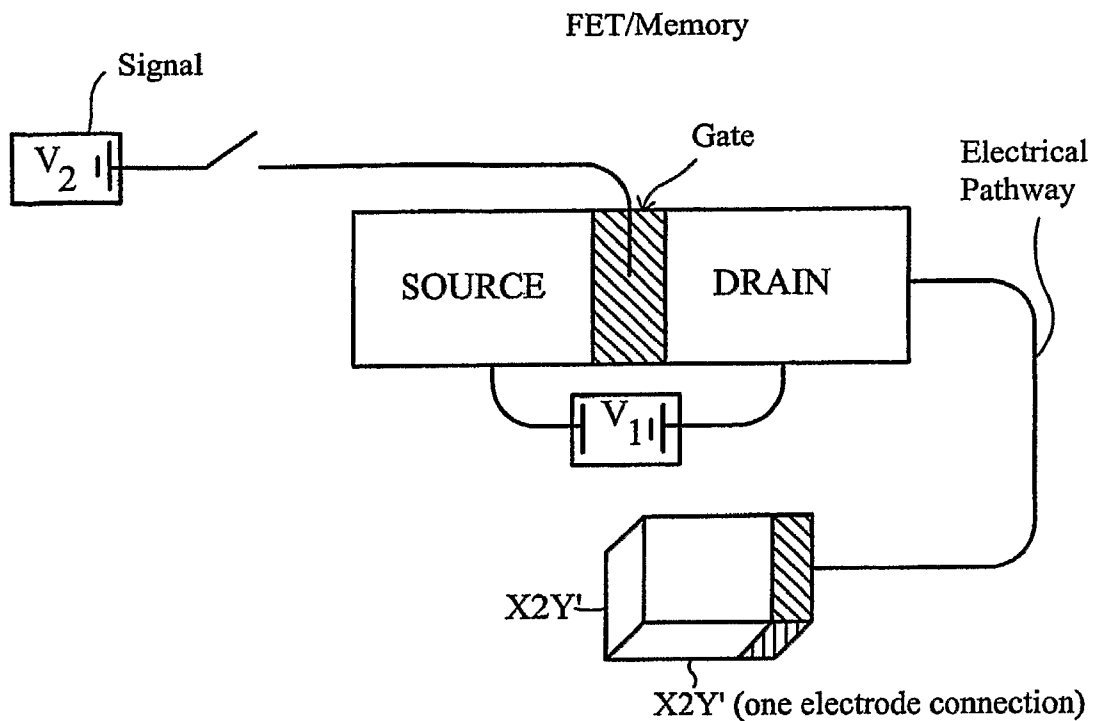 FET/Memory
Signal
V2
Gate
Electrical
Pathway
SOURCE
DRAIN
V1
X2Y'
X2Y' (one electrode connection)